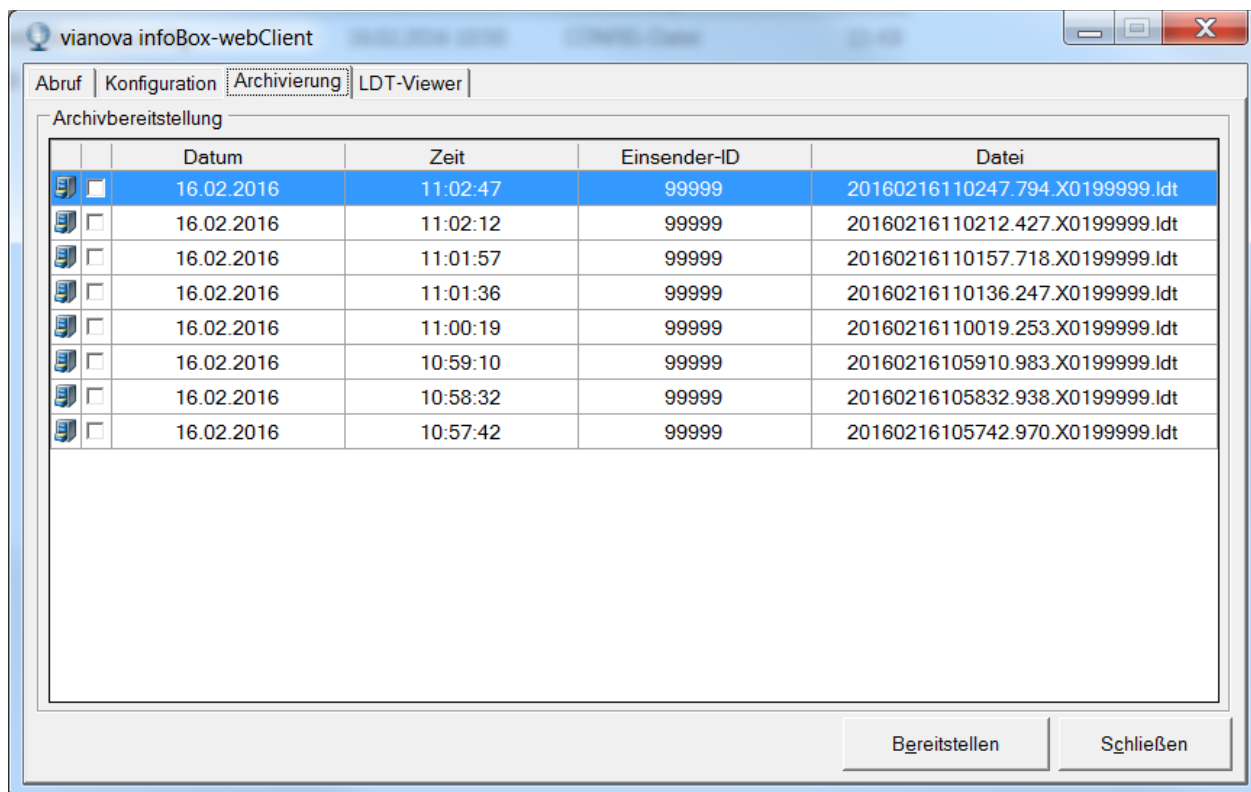 vianova infoBox-webClient
Abruf Konfiguration Archivierung LDT-Viewer
Archivbereitstellung
Datum Zeit Einsender-ID Datei
16.02.2016 11:02:47 99999 20160216110247.794.X0199999.ldt
16.02.2016 11:02:12 99999 20160216110212.427.X0199999.ldt
16.02.2016 11:01:57 99999 20160216110157.718.X0199999.ldt
16.02.2016 11:01:36 99999 20160216110136.247.X0199999.ldt
16.02.2016 11:00:19 99999 20160216110019.253.X0199999.ldt
16.02.2016 10:59:10 99999 20160216105910.983.X0199999.ldt
16.02.2016 10:58:32 99999 20160216105832.938.X0199999.ldt
16.02.2016 10:57:42 99999 20160216105742.970.X0199999.ldt
Bereitstellen Schließen